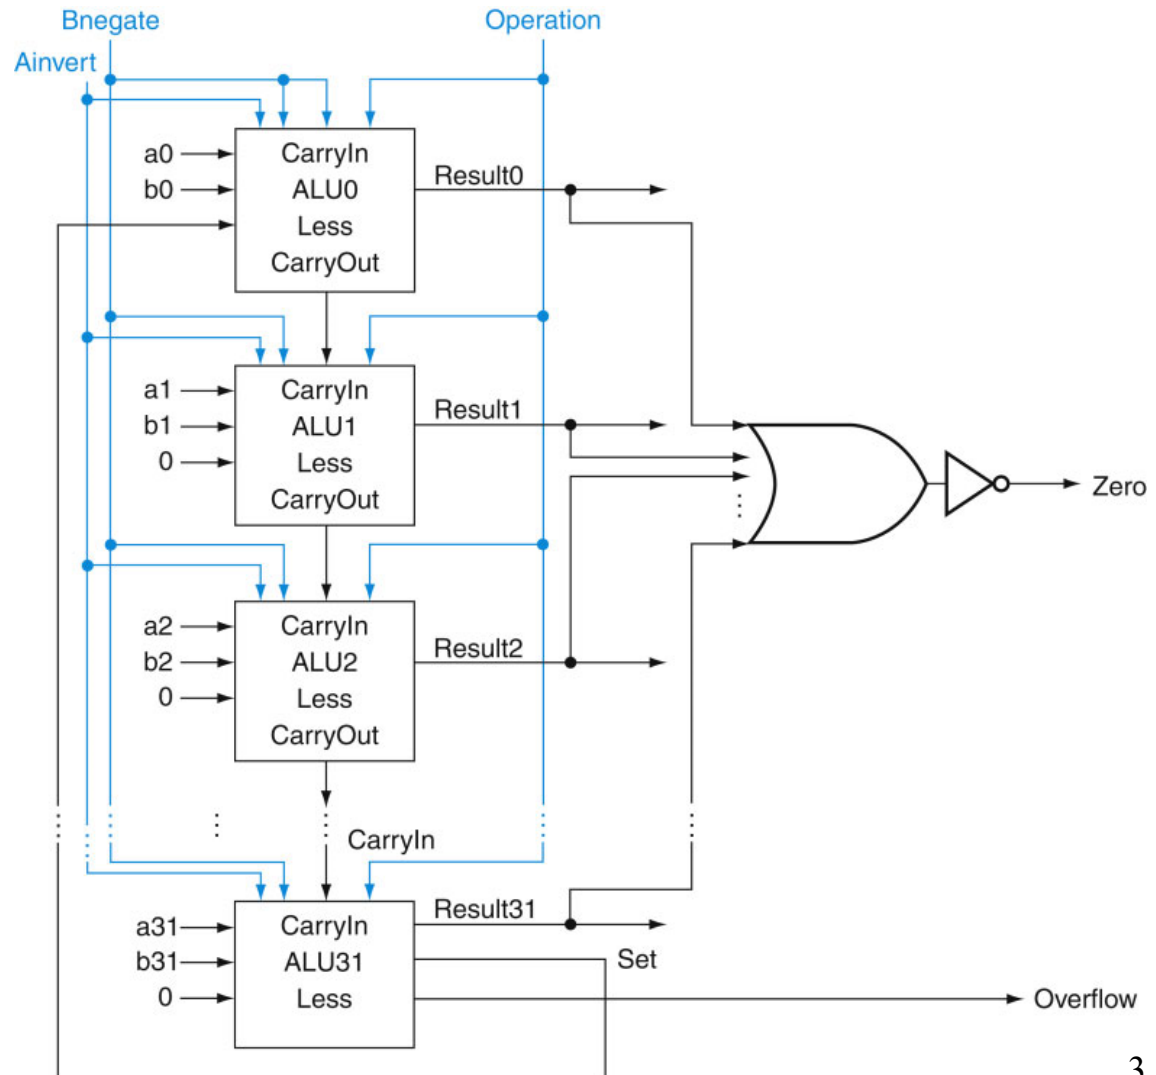 Bnegate
Operation
Ainvert
a0
CarryIn
b0
ALU0
Result0
Less
CarryOut
a1
CarryIn
b1
ALU1
Result1
0
Less
CarryOut
Zero
a2
CarryIn
b2
ALU2
Result2
0
Less
CarryOut
CarryIn
a31
CarryIn
Result31
b31
ALU31
Set
0
Less
Overflow
3